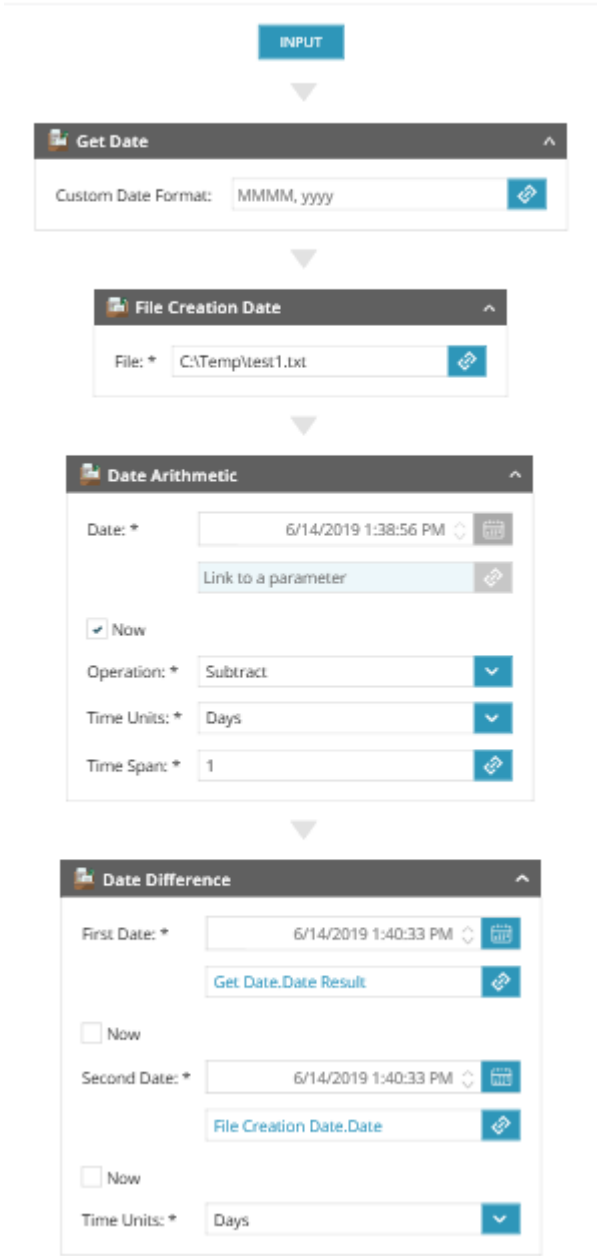 INPUT
Get Date
Custom Date Format: MMMM, yyyy
File Creation Date
File: * C:\Temp\test1.txt
Date Arithmetic
Date: * 6/14/2019 1:38:56 PM
Link to a parameter
Now
Operation: * Subtract
Time Units: * Days
Time Span: * 1
Date Difference
First Date: * 6/14/2019 1:40:33 PM
Get Date.Date Result
Now
Second Date: * 6/14/2019 1:40:33 PM
File Creation Date.Date
Now
Time Units: * Days